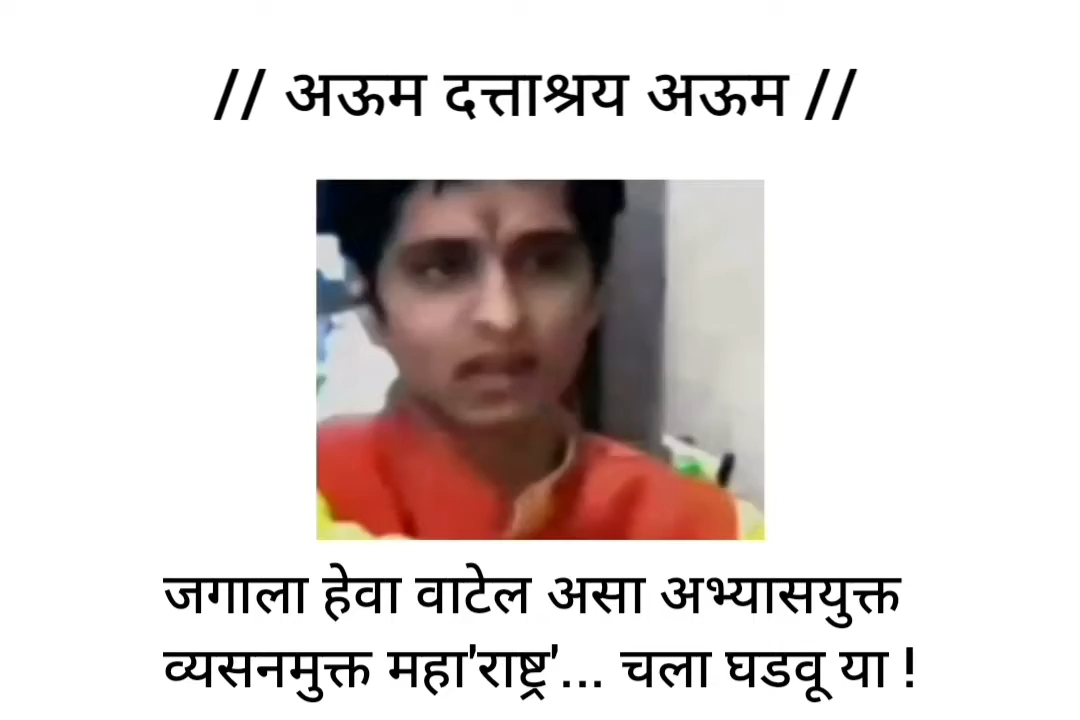 // अऊम दत्ताश्रय अऊम //
जगाला हेवा वाटेल असा अभ्यासयुक्त
व्यसनमुक्त महा'राष्ट्र'... चला घडवू या !